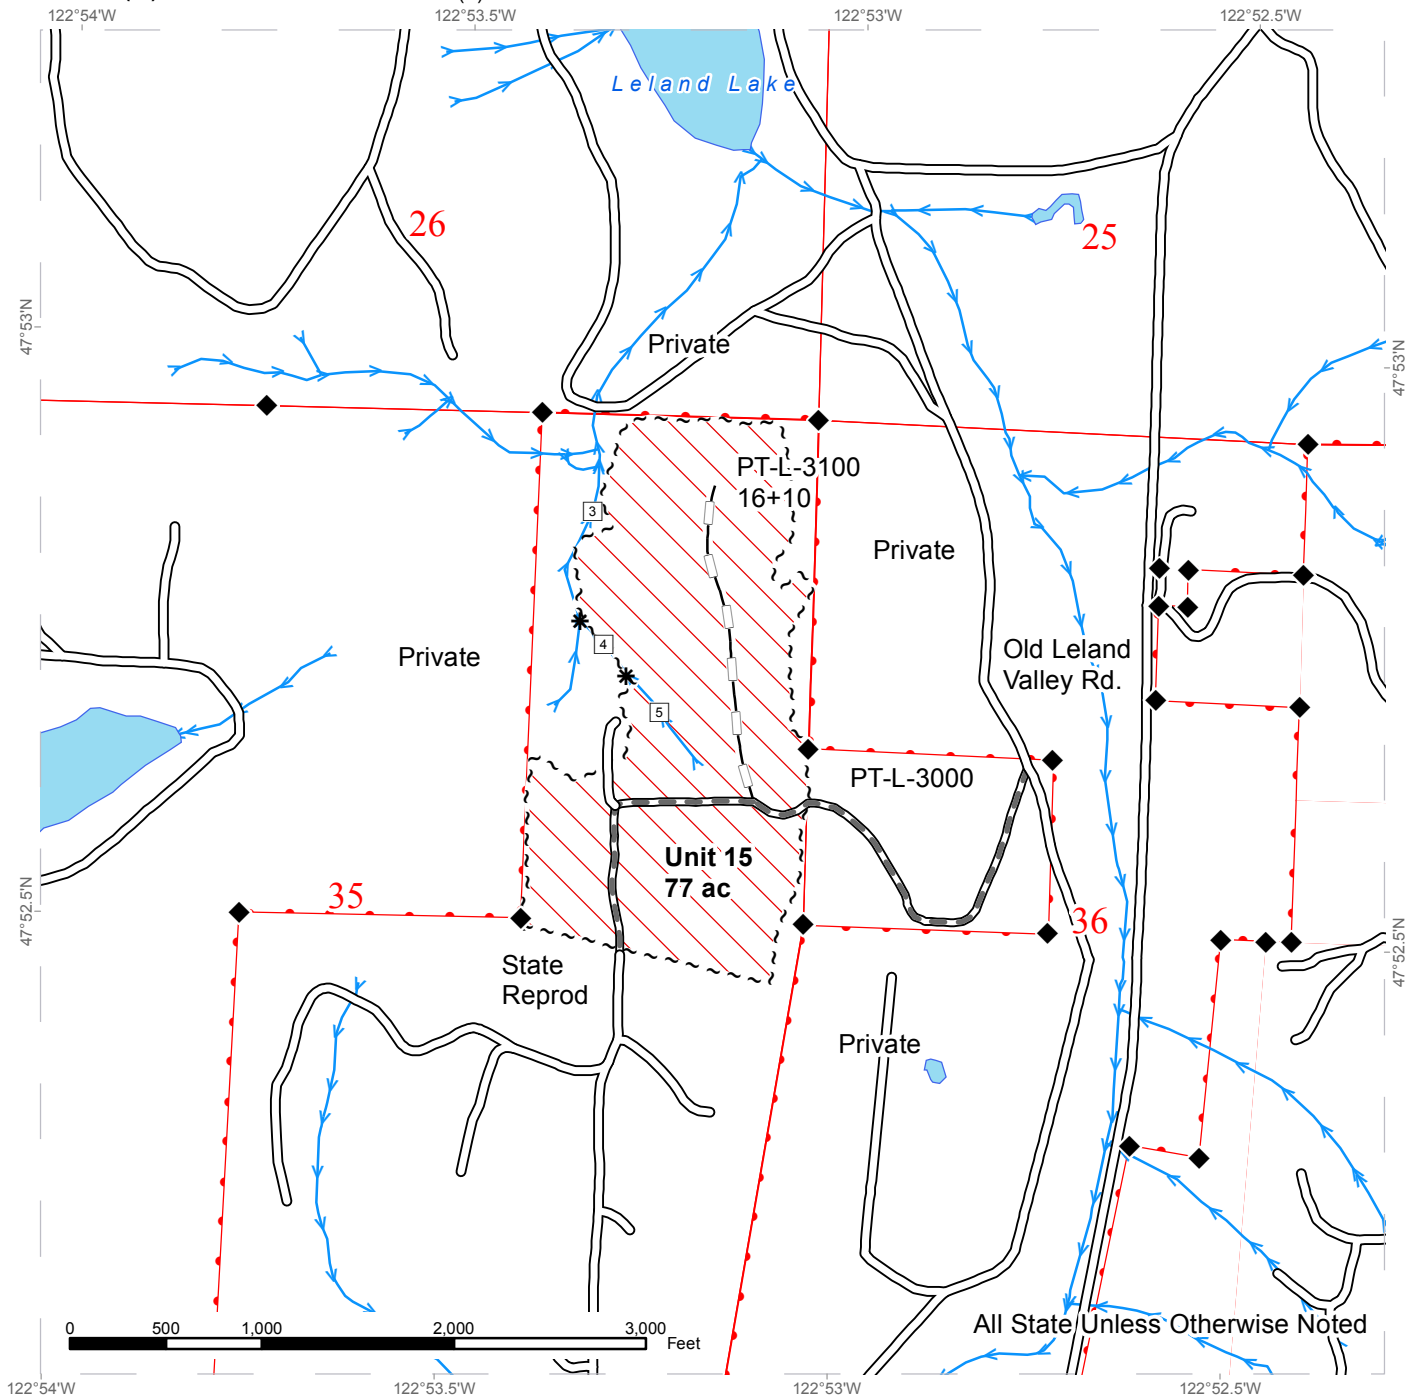 122°54'W
122°53.5'W
122°53'W
122°52.5'W
Leland Lake
26
25
47°53'N
47°53'N
Private
PT-L-3100
16+10
3
Private
4
Private
Old Leland
Valley Rd.
5
PT-L-3000
Unit 15
77 ac
35
36
47°52.5'N
47°52.5'N
State
Reprod
Private
All State Unless Otherwise Noted
0 500 1,000 2,000 3,000
Feet
122°54'W
122°53.5'W
122°53'W
122°52.5'W